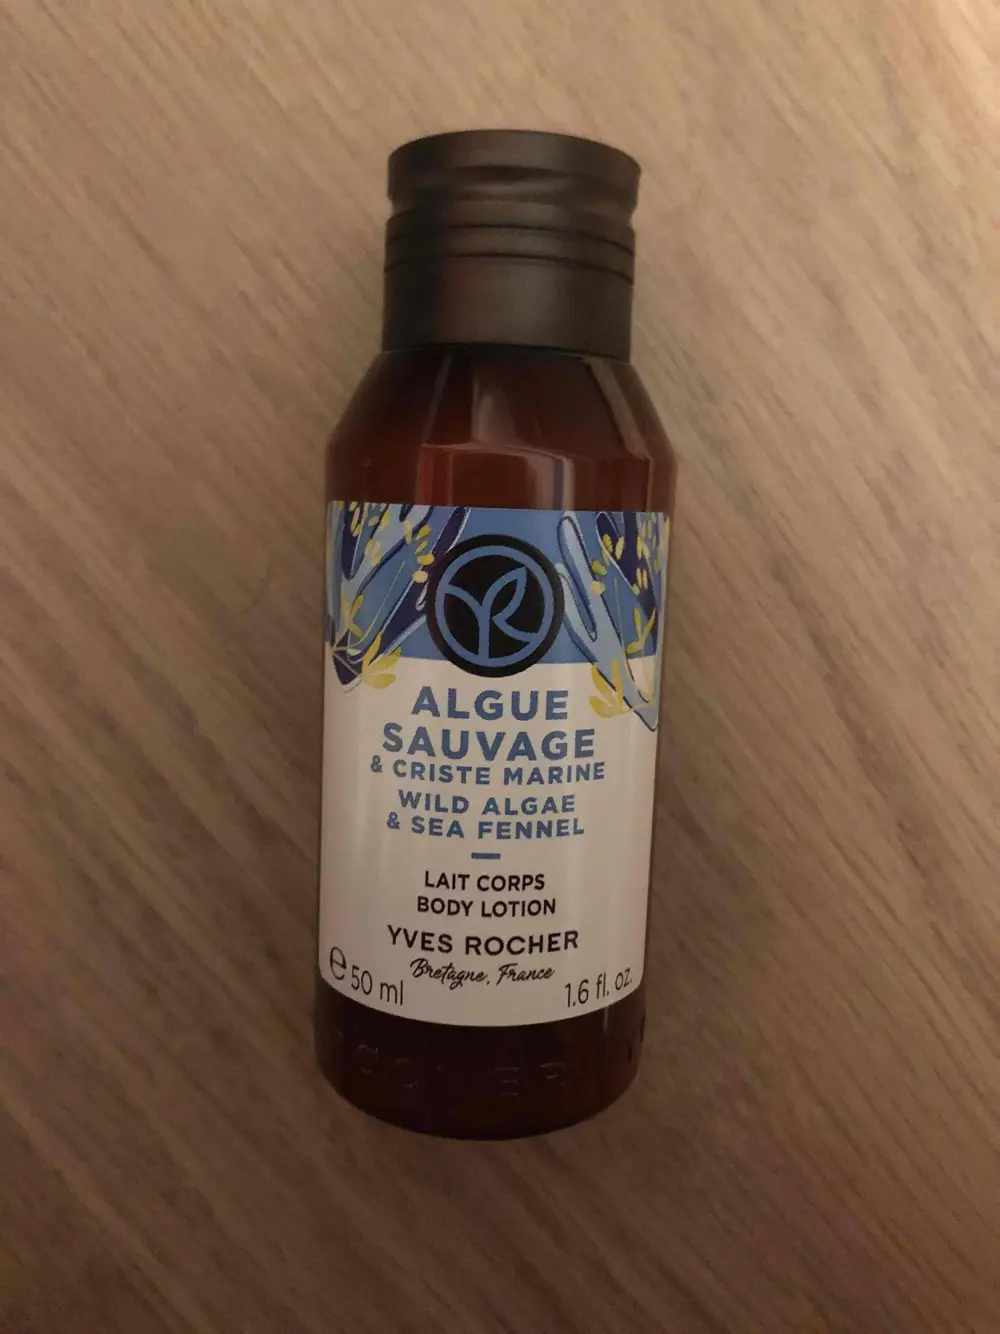 ALGUE
SAUVAGE
& CRISTE MARINE
WILD ALGAE
& SEA FENNEL
LAIT CORPS
BODY LOTION
YVES ROCHER
Bretagne, France
℮ 50 ml
1.6 fl. oz.